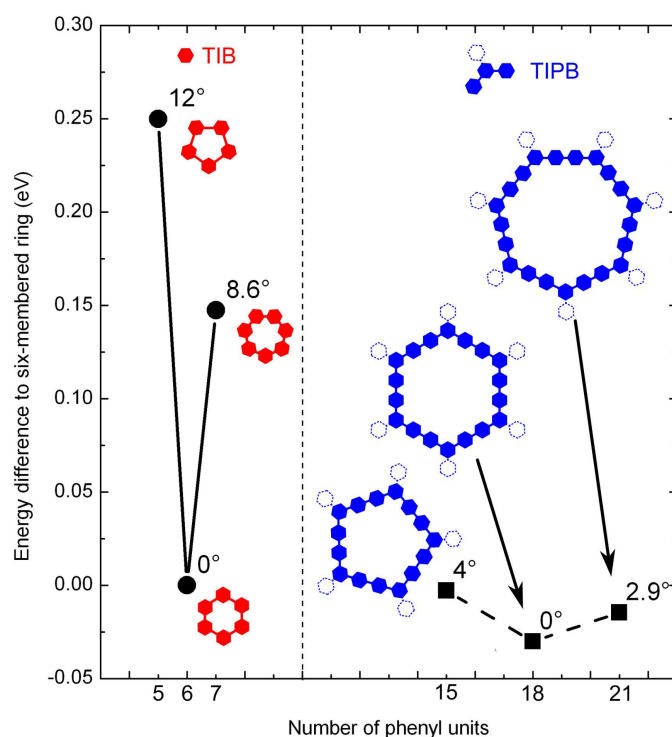 Energy difference to six-membered ring (eV)
0.30
0.25
0.20
0.15
0.10
0.05
0.00
-0.05
TIB
TIPB
12°
8.6°
0°
4°
0°
2.9°
5 6 7 15 18 21
Number of phenyl units